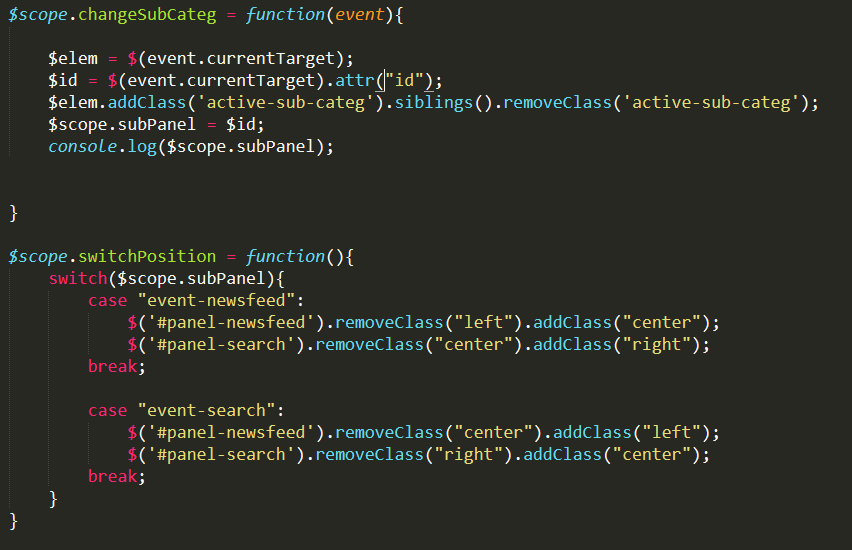 $scope.changeSubCateg = function(event){
$elem = $(event.currentTarget);
$id = $(event.currentTarget).attr("id");
$elem.addClass('active-sub-categ').siblings().removeClass('active-sub-categ');
$scope.subPanel = $id;
console.log($scope.subPanel);
}
$scope.switchPosition = function(){
switch($scope.subPanel){
case "event-newsfeed":
$('#panel-newsfeed').removeClass("left").addClass("center");
$('#panel-search').removeClass("center").addClass("right");
break;
case "event-search":
$('#panel-newsfeed').removeClass("center").addClass("left");
$('#panel-search').removeClass("right").addClass("center");
break;
}
}